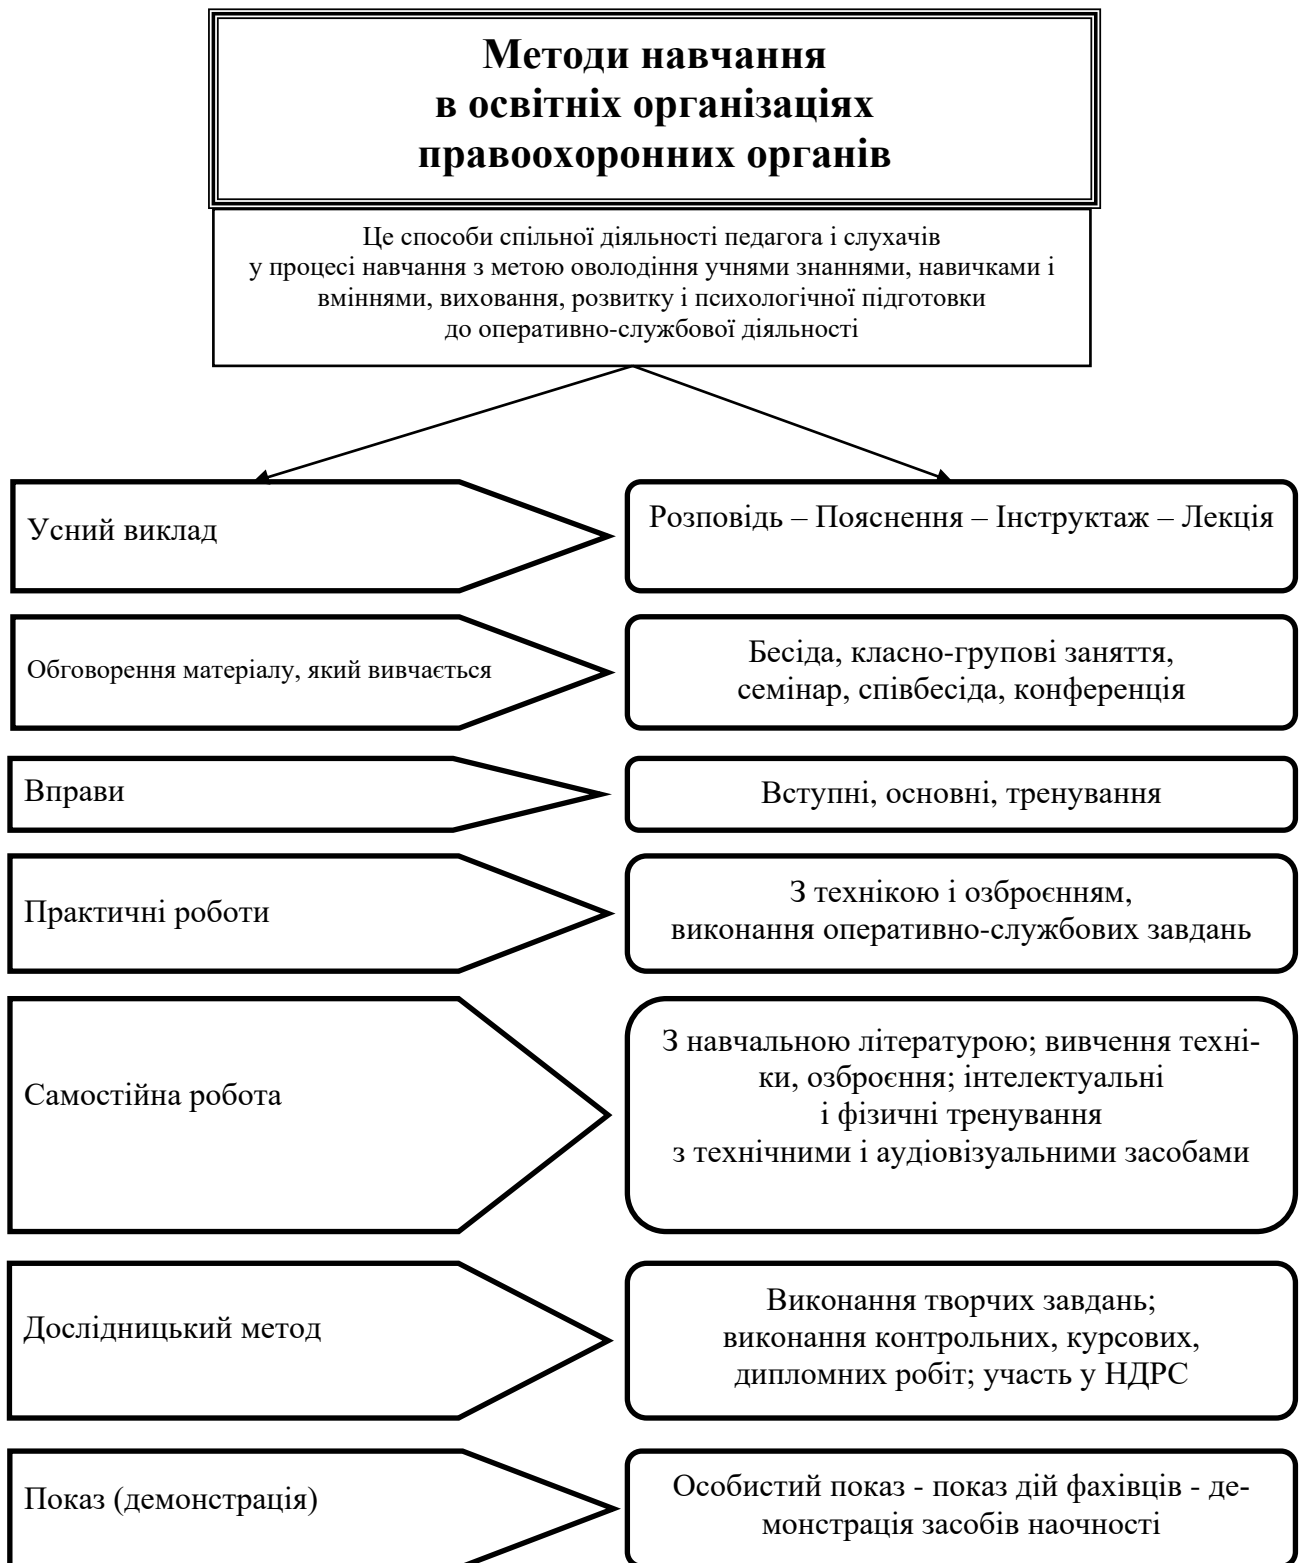 Методи навчання
в освітніх організаціях
правоохоронних органів
Це способи спільної діяльності педагога і слухачів
у процесі навчання з метою оволодіння учнями знаннями, навичками і
вміннями, виховання, розвитку і психологічної підготовки
до оперативно-службової діяльності
Усний виклад
Розповідь – Пояснення – Інструктаж – Лекція
Обговорення матеріалу, який вивчається
Бесіда, класно-групові заняття,
семінар, співбесіда, конференція
Вправи
Вступні, основні, тренування
Практичні роботи
З технікою і озброєнням,
виконання оперативно-службових завдань
Самостійна робота
З навчальною літературою; вивчення техні-
ки, озброєння; інтелектуальні
і фізичні тренування
з технічними і аудіовізуальними засобами
Дослідницький метод
Виконання творчих завдань;
виконання контрольних, курсових,
дипломних робіт; участь у НДРС
Показ (демонстрація)
Особистий показ - показ дій фахівців - де-
монстрація засобів наочності